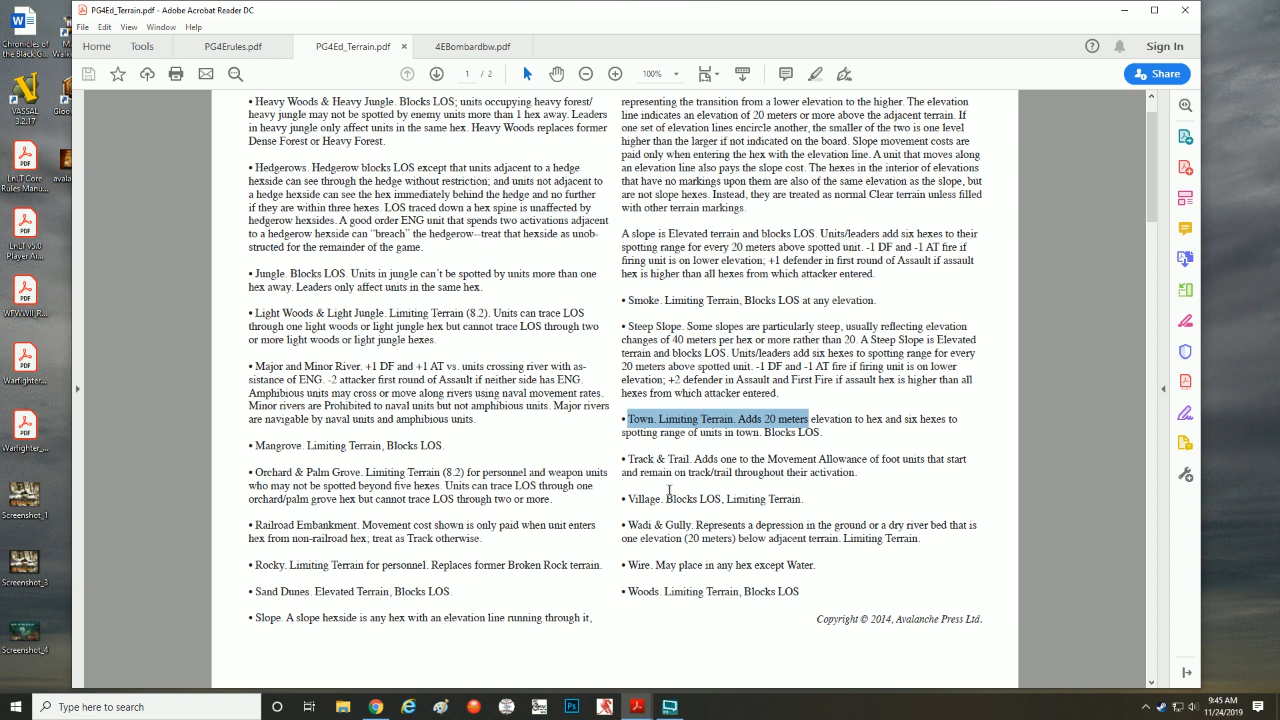 PG4Ed_Terrain.pdf - Adobe Acrobat Reader DC
File Edit View Window Help
Home Tools PG4Erules.pdf PG4Ed_Terrain.pdf × 4EBombardbw.pdf Sign In
1 / 2 100% Share
Chronicles of
the Black G...
VASSAL
3.2.17
LnLT Core
Rules Manu...
LnLT v5.0
Player Ai...
WFWWII_R...
Warfighter...
Warfighter_...
Screenshot_1
Screenshot_3
Screenshot_4
• Heavy Woods & Heavy Jungle. Blocks LOS; units occupying heavy forest/
heavy jungle may not be spotted by enemy units more than 1 hex away. Leaders
in heavy jungle only affect units in the same hex. Heavy Woods replaces former
Dense Forest or Heavy Forest.
• Hedgerows. Hedgerow blocks LOS except that units adjacent to a hedge
hexside can see through the hedge without restriction; and units not adjacent to
a hedge hexside can see the hex immediately behind the hedge and no further
if they are within three hexes. LOS traced down a hex spine is unaffected by
hedgerow hexsides. A good order ENG unit that spends two activations adjacent
to a hedgerow hexside can “breach” the hedgerow--treat that hexside as unob-
structed for the remainder of the game.
• Jungle. Blocks LOS. Units in jungle can’t be spotted by units more than one
hex away. Leaders only affect units in the same hex.
• Light Woods & Light Jungle. Limiting Terrain (8.2). Units can trace LOS
through one light woods or light jungle hex but cannot trace LOS through two
or more light woods or light jungle hexes.
• Major and Minor River. +1 DF and +1 AT vs. units crossing river with as-
sistance of ENG. -2 attacker first round of Assault if neither side has ENG.
Amphibious units may cross or move along rivers using naval movement rates.
Minor rivers are Prohibited to naval units but not amphibious units. Major rivers
are navigable by naval units and amphibious units.
• Mangrove. Limiting Terrain, Blocks LOS.
• Orchard & Palm Grove. Limiting Terrain (8.2) for personnel and weapon units
who may not be spotted beyond five hexes. Units can trace LOS through one
orchard/palm grove hex but cannot trace LOS through two or more.
• Railroad Embankment. Movement cost shown is only paid when unit enters
hex from non-railroad hex; treat as Track otherwise.
• Rocky. Limiting Terrain for personnel. Replaces former Broken Rock terrain.
• Sand Dunes. Elevated Terrain, Blocks LOS.
• Slope. A slope hexside is any hex with an elevation line running through it,
representing the transition from a lower elevation to the higher. The elevation
line indicates an elevation of 20 meters or more above the adjacent terrain. If
one set of elevation lines encircle another, the smaller of the two is one level
higher than the larger if not indicated on the board. Slope movement costs are
paid only when entering the hex with the elevation line. A unit that moves along
an elevation line also pays the slope cost. The hexes in the interior of elevations
that have no markings upon them are also of the same elevation as the slope, but
are not slope hexes. Instead, they are treated as normal Clear terrain unless filled
with other terrain markings.
A slope is Elevated terrain and blocks LOS. Units/leaders add six hexes to their
spotting range for every 20 meters above spotted unit. -1 DF and -1 AT fire if
firing unit is on lower elevation; +1 defender in first round of Assault if assault
hex is higher than all hexes from which attacker entered.
• Smoke. Limiting Terrain, Blocks LOS at any elevation.
• Steep Slope. Some slopes are particularly steep, usually reflecting elevation
changes of 40 meters per hex or more rather than 20. A Steep Slope is Elevated
terrain and blocks LOS. Units/leaders add six hexes to spotting range for every
20 meters above spotted unit. -1 DF and -1 AT fire if firing unit is on lower
elevation; +2 defender in Assault and First Fire if assault hex is higher than all
hexes from which attacker entered.
• Town. Limiting Terrain. Adds 20 meters elevation to hex and six hexes to
spotting range of units in town. Blocks LOS.
• Track & Trail. Adds one to the Movement Allowance of foot units that start
and remain on track/trail throughout their activation.
• Village. Blocks LOS, Limiting Terrain.
• Wadi & Gully. Represents a depression in the ground or a dry river bed that is
one elevation (20 meters) below adjacent terrain. Limiting Terrain.
• Wire. May place in any hex except Water.
• Woods. Limiting Terrain, Blocks LOS
Copyright © 2014, Avalanche Press Ltd.
Type here to search
9:45 AM
11/24/2019